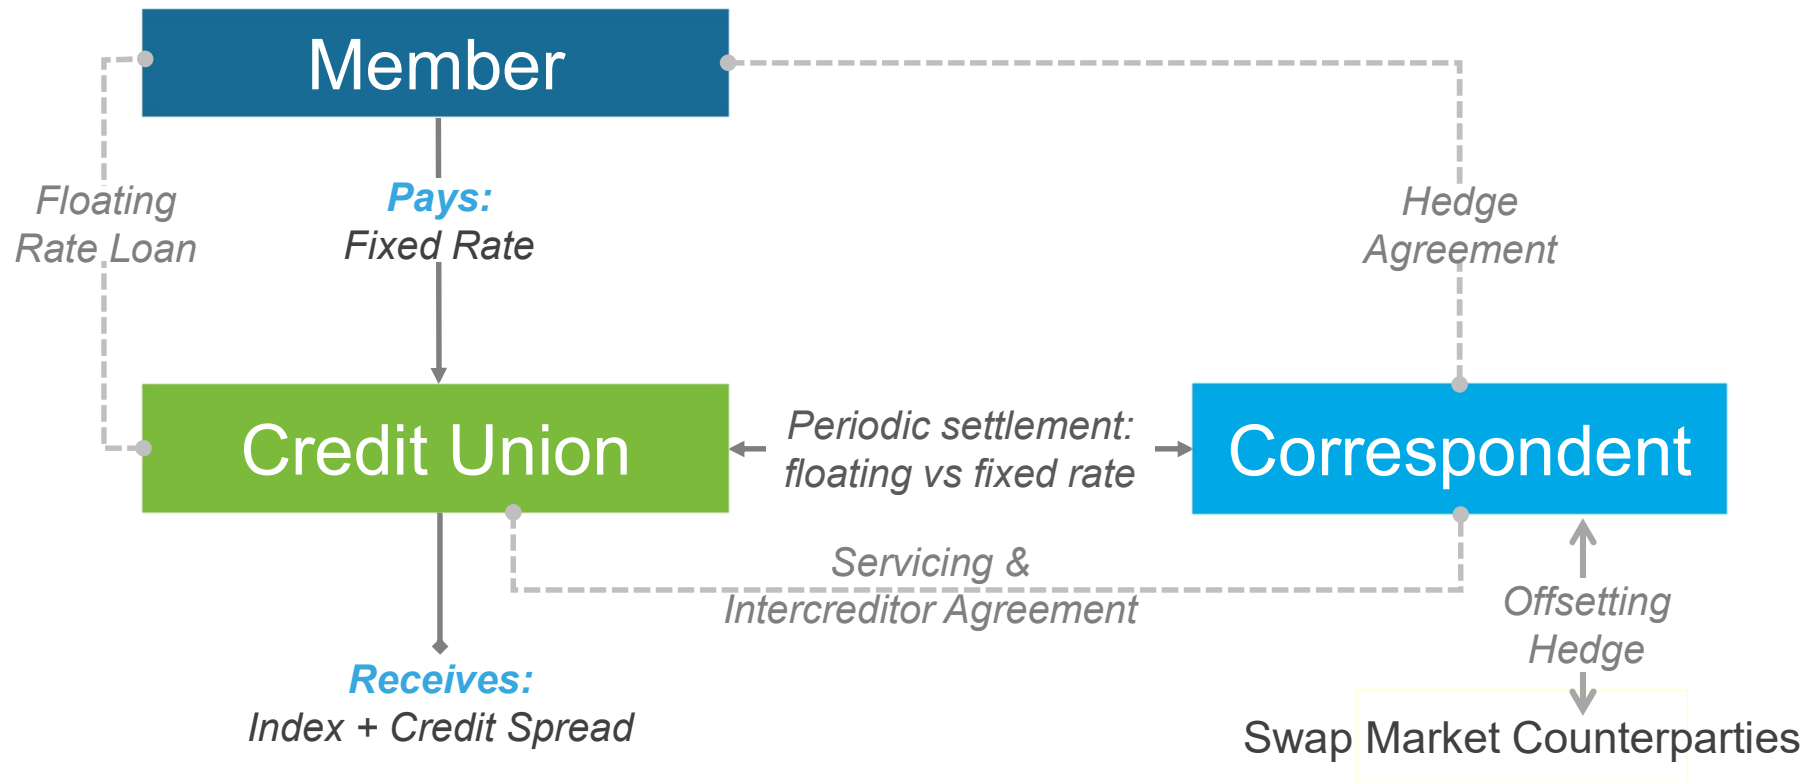 Member
Floating
Rate Loan
Pays:
Fixed Rate
Hedge
Agreement
Credit Union
Periodic settlement:
floating vs fixed rate
Correspondent
Servicing &
Intercreditor Agreement
Offsetting
Hedge
Receives:
Index + Credit Spread
Swap Market Counterparties